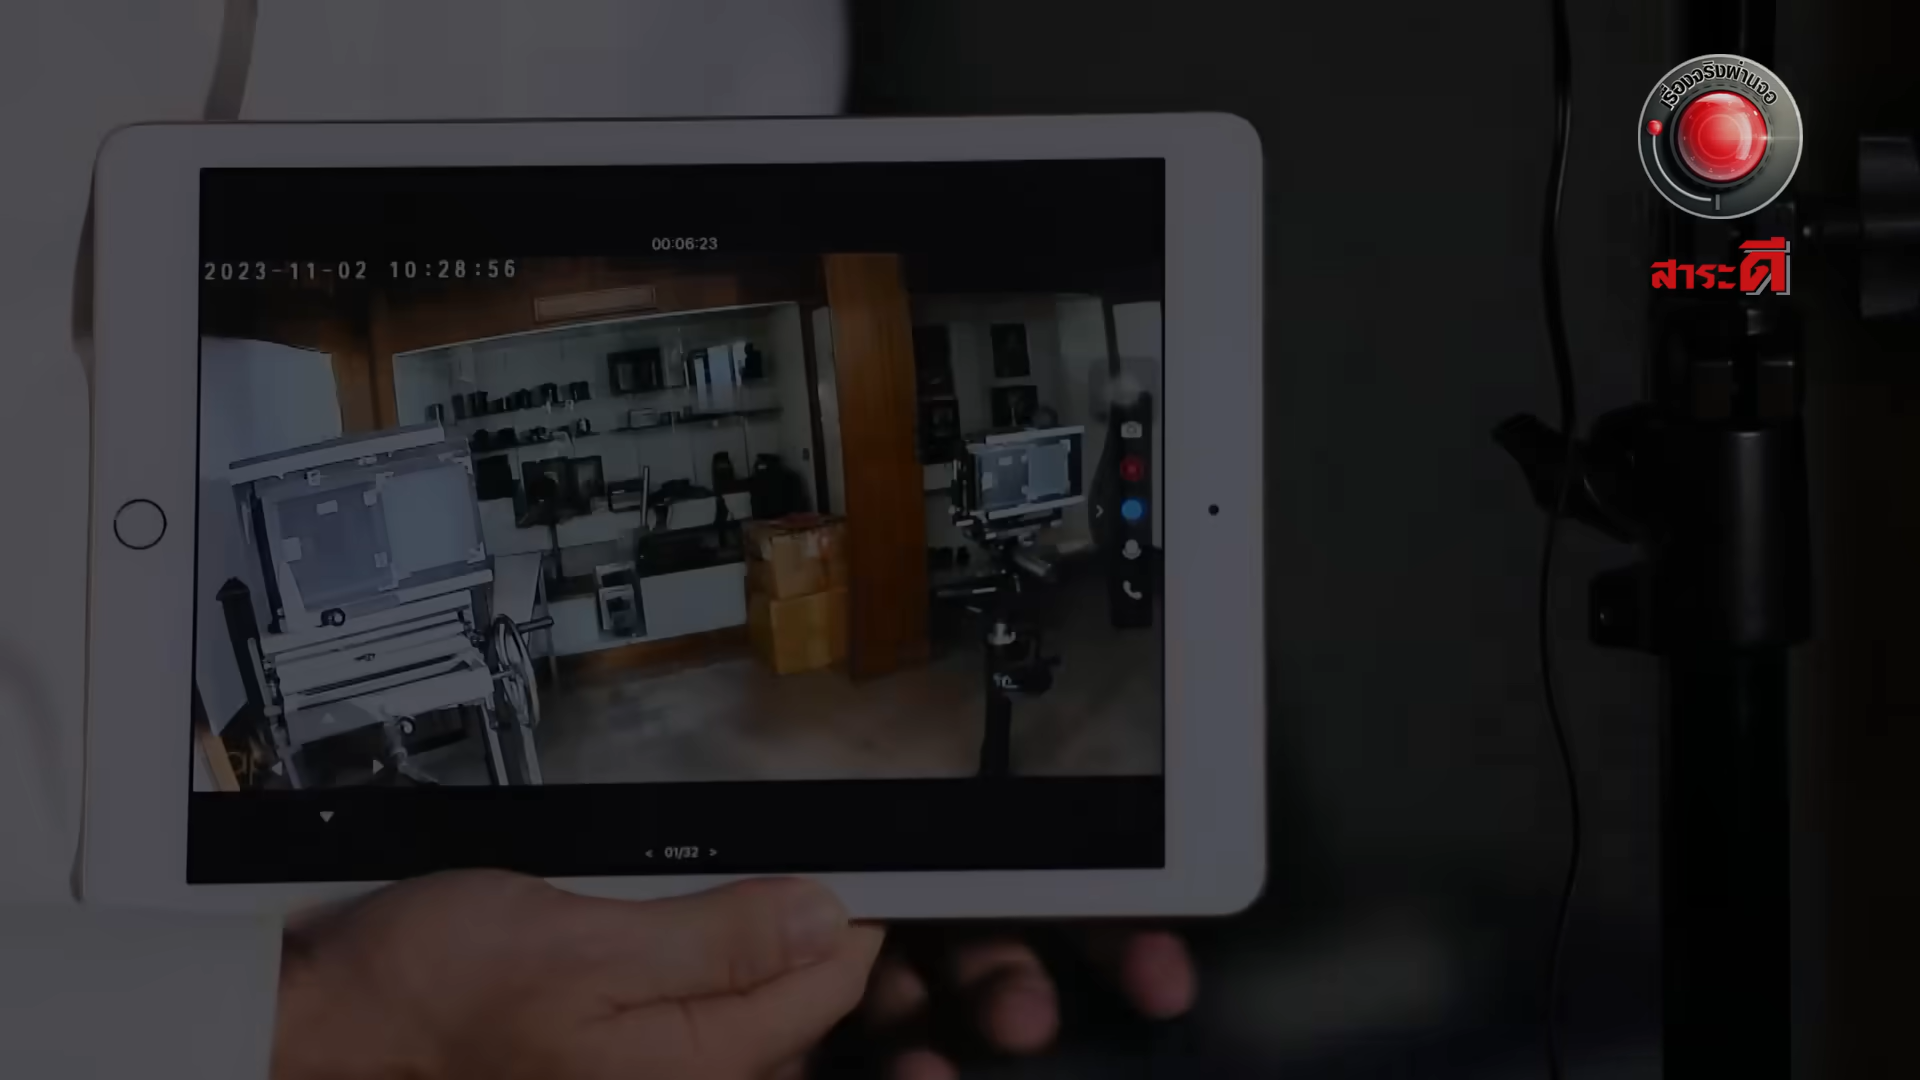 เรื่องจริงผ่านจอ
สาระดี
00:06:23
2023-11-02 10:28:56
< 01/32 >